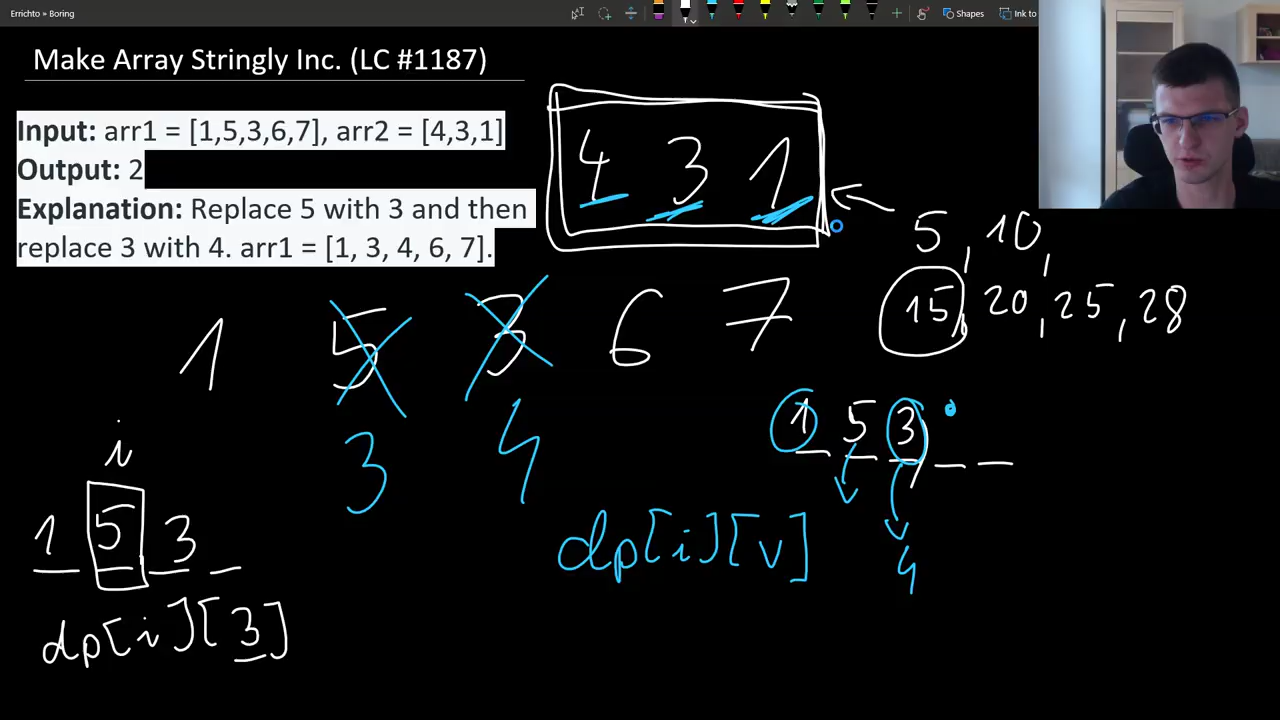 Errichto » Boring
Shapes
Ink to
Make Array Stringly Inc. (LC #1187)
Input: arr1 = [1,5,3,6,7], arr2 = [4,3,1]
Output: 2
Explanation: Replace 5 with 3 and then
replace 3 with 4. arr1 = [1, 3, 4, 6, 7].
4 3 1
5, 10,
15, 20, 25, 28
1 5 3 6 7
3 4
1 5 3,
4
dp[i][v]
i
1 5 3
dp[i][3]